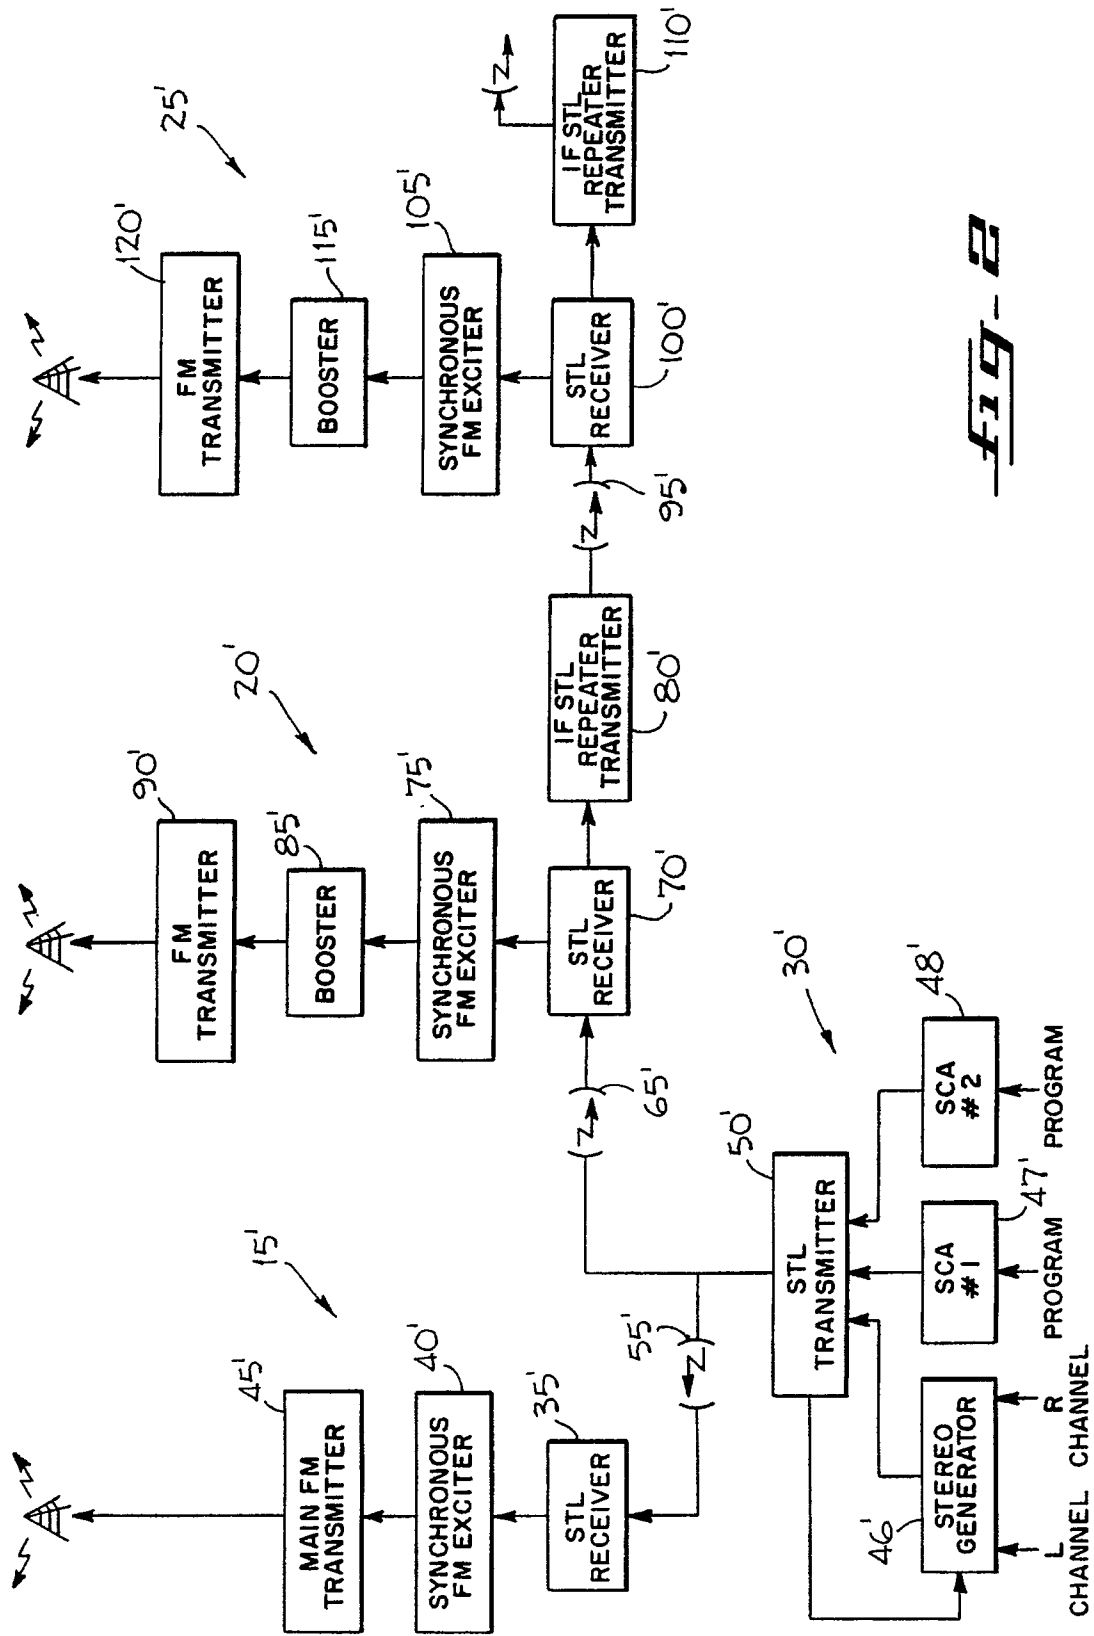 15'
45'
MAIN FM
TRANSMITTER
40'
SYNCHRONOUS
FM EXCITER
35'
STL
RECEIVER
55'
20'
90'
FM
TRANSMITTER
85'
BOOSTER
75'
SYNCHRONOUS
FM EXCITER
STL
RECEIVER
70'
65'
IF STL
REPEATER
TRANSMITTER
80'
25'
120'
FM
TRANSMITTER
115'
BOOSTER
105'
SYNCHRONOUS
FM EXCITER
STL
RECEIVER
100'
95'
IF STL
REPEATER
TRANSMITTER
110'
30'
50'
STL
TRANSMITTER
46'
STEREO
GENERATOR
L
CHANNEL
R
CHANNEL
SCA
#1
47'
PROGRAM
SCA
#2
48'
PROGRAM
fig-2